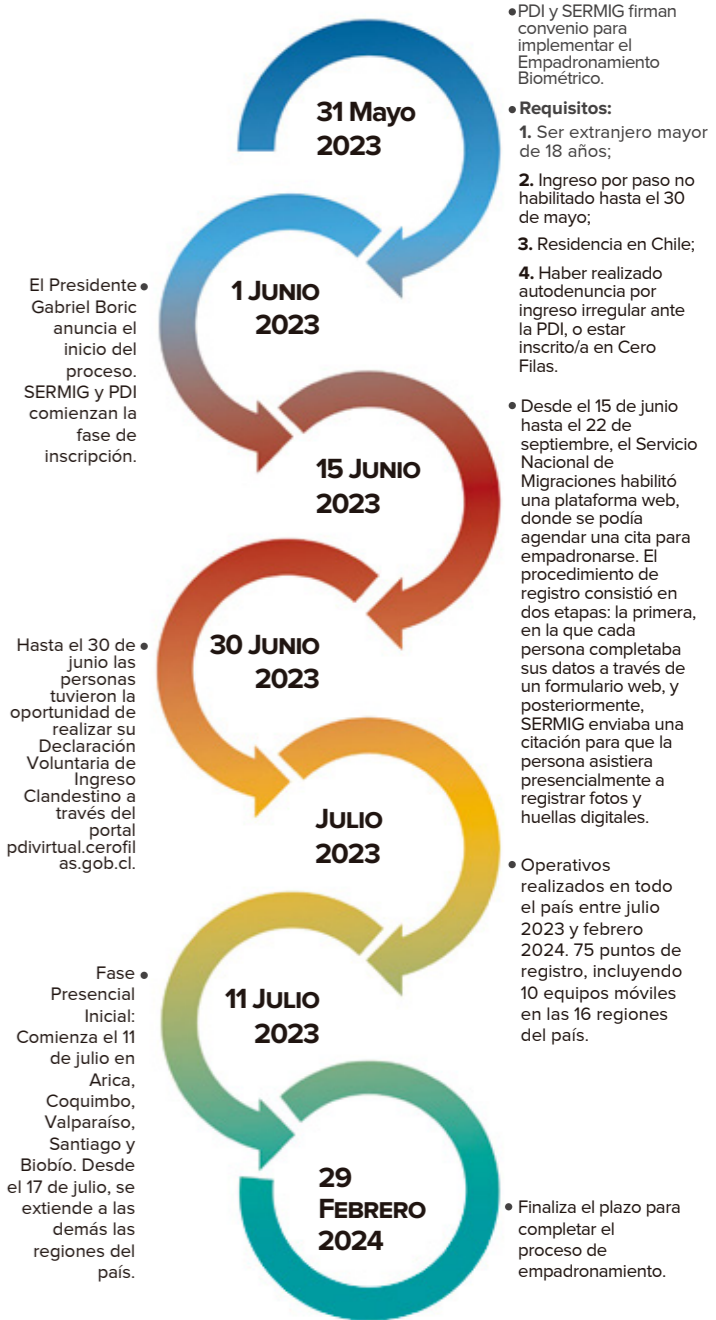 •PDI y SERMIG firman
convenio para
implementar el
Empadronamiento
Biométrico.
31 Mayo
2023
• Requisitos:
1. Ser extranjero mayor
de 18 años;
2. Ingreso por paso no
habilitado hasta el 30
de mayo;
3. Residencia en Chile;
4. Haber realizado
autodenuncia por
ingreso irregular ante
la PDI, o estar
inscrito/a en Cero
Filas.
1 JUNIO
2023
El Presidente •
Gabriel Boric
anuncia el
inicio del
proceso.
SERMIG y PDI
comienzan la
fase de
inscripción.
15 JUNIO
2023
• Desde el 15 de junio
hasta el 22 de
septiembre, el Servicio
Nacional de
Migraciones habilitó
una plataforma web,
donde se podía
agendar una cita para
empadronarse. El
procedimiento de
registro consistió en
dos etapas: la primera,
en la que cada
persona completaba
sus datos a través de
un formulario web, y
posteriormente,
SERMIG enviaba una
citación para que la
persona asistiera
presencialmente a
registrar fotos y
huellas digitales.
30 JUNIO
2023
Hasta el 30 de •
junio las
personas
tuvieron la
oportunidad de
realizar su
Declaración
Voluntaria de
Ingreso
Clandestino a
través del
portal
pdivirtual.cerofil
as.gob.cl.
JULIO
2023
• Operativos
realizados en todo
el país entre julio
2023 y febrero
2024. 75 puntos de
registro, incluyendo
10 equipos móviles
en las 16 regiones
del país.
11 JULIO
2023
Fase •
Presencial
Inicial:
Comienza el 11
de julio en
Arica,
Coquimbo,
Valparaíso,
Santiago y
Biobío. Desde
el 17 de julio, se
extiende a las
demás las
regiones del
país.
29
FEBRERO
2024
• Finaliza el plazo para
completar el
proceso de
empadronamiento.